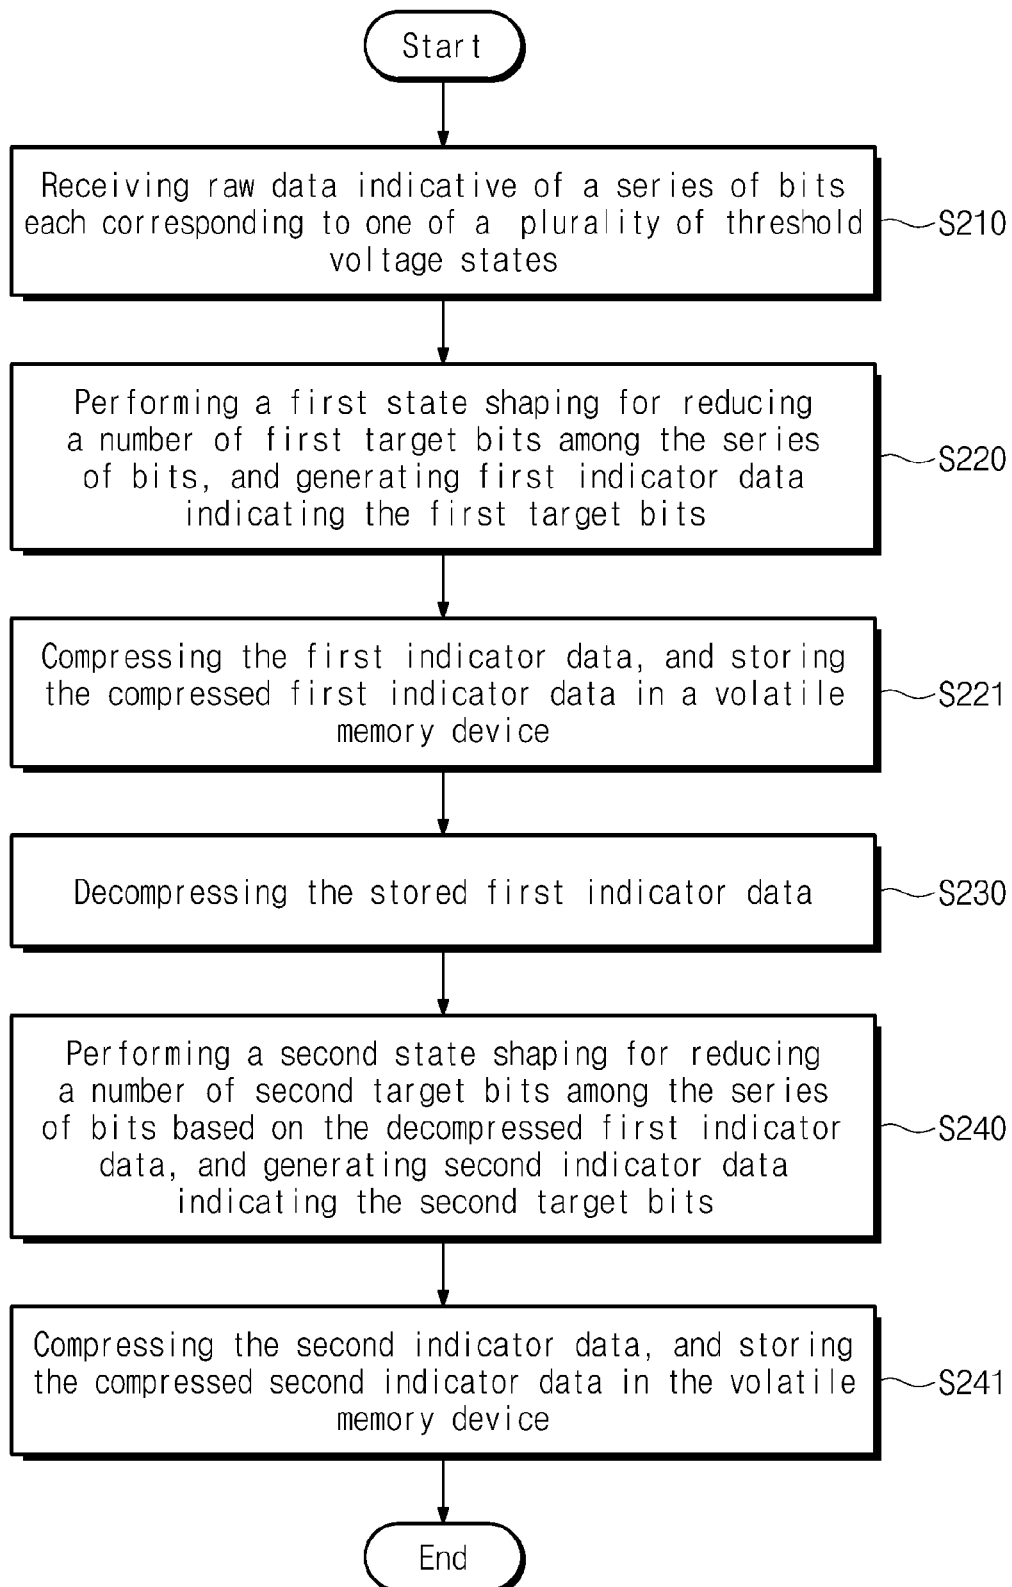 Start
Receiving raw data indicative of a series of bits
each corresponding to one of a plurality of threshold
voltage states
S210
Performing a first state shaping for reducing
a number of first target bits among the series
of bits, and generating first indicator data
indicating the first target bits
S220
Compressing the first indicator data, and storing
the compressed first indicator data in a volatile
memory device
S221
Decompressing the stored first indicator data
S230
Performing a second state shaping for reducing
a number of second target bits among the series
of bits based on the decompressed first indicator
data, and generating second indicator data
indicating the second target bits
S240
Compressing the second indicator data, and storing
the compressed second indicator data in the volatile
memory device
S241
End